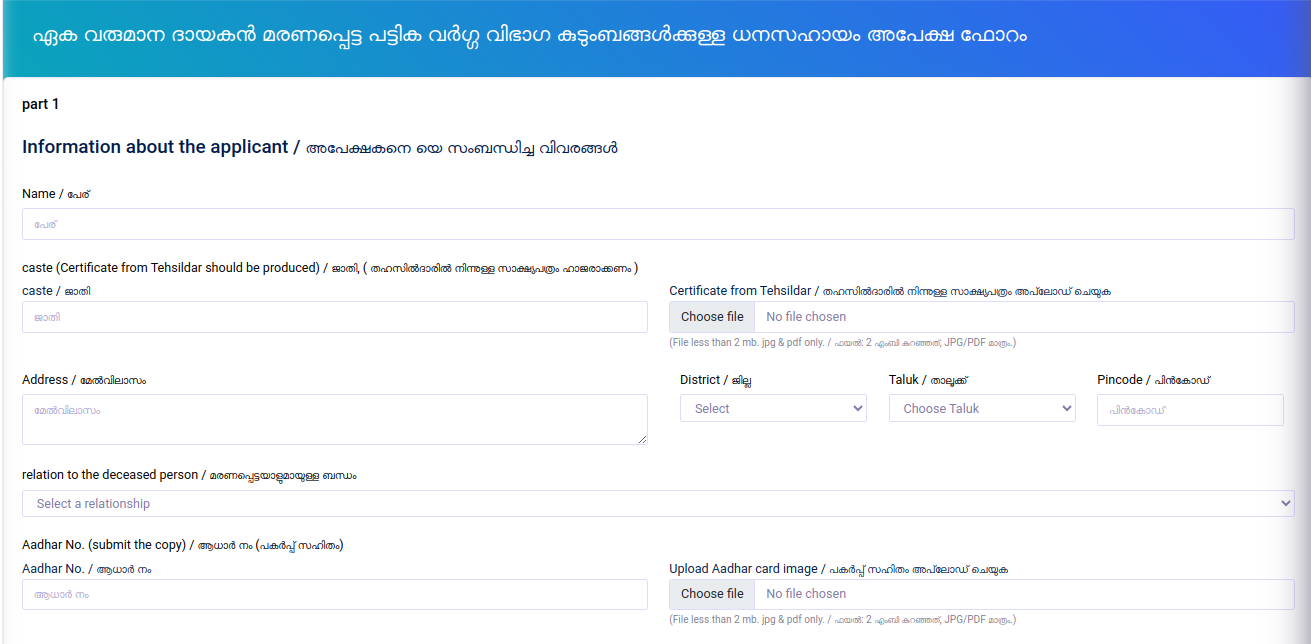 ഏക വരുമാന ദായകൻ മരണപ്പെട്ട പട്ടിക വർഗ്ഗ വിഭാഗ കുടുംബങ്ങൾക്കുള്ള ധനസഹായം അപേക്ഷ ഫോറം
part 1
Information about the applicant / അപേക്ഷകനെ യെ സംബന്ധിച്ച വിവരങ്ങൾ
Name / പേര്
പേര്
caste (Certificate from Tehsildar should be produced) / ജാതി, ( തഹസിൽദാരിൽ നിന്നുള്ള സാക്ഷ്യപത്രം ഹാജരാക്കണം )
caste / ജാതി
Certificate from Tehsildar / തഹസിൽദാരിൽ നിന്നുള്ള സാക്ഷ്യപത്രം അപ്ലോഡ് ചെയുക
ജാതി
Choose file No file chosen
(File less than 2 mb. jpg & pdf only. / ഫയൽ: 2 എംബി കുറഞ്ഞത്, JPG/PDF മാത്രം.)
Address / മേൽവിലാസം
District / ജില്ല
Taluk / താലൂക്ക്
Pincode / പിൻകോഡ്
മേൽവിലാസം
Select
Choose Taluk
പിൻകോഡ്
relation to the deceased person / മരണപ്പെട്ടയാളുമായുള്ള ബന്ധം
Select a relationship
Aadhar No. (submit the copy) / ആധാർ നം (പകർപ്പ് സഹിതം)
Aadhar No. / ആധാർ നം
Upload Aadhar card image / പകർപ്പ് സഹിതം അപ്ലോഡ് ചെയുക
ആധാർ നം
Choose file No file chosen
(File less than 2 mb. jpg & pdf only. / ഫയൽ: 2 എംബി കുറഞ്ഞത്, JPG/PDF മാത്രം.)